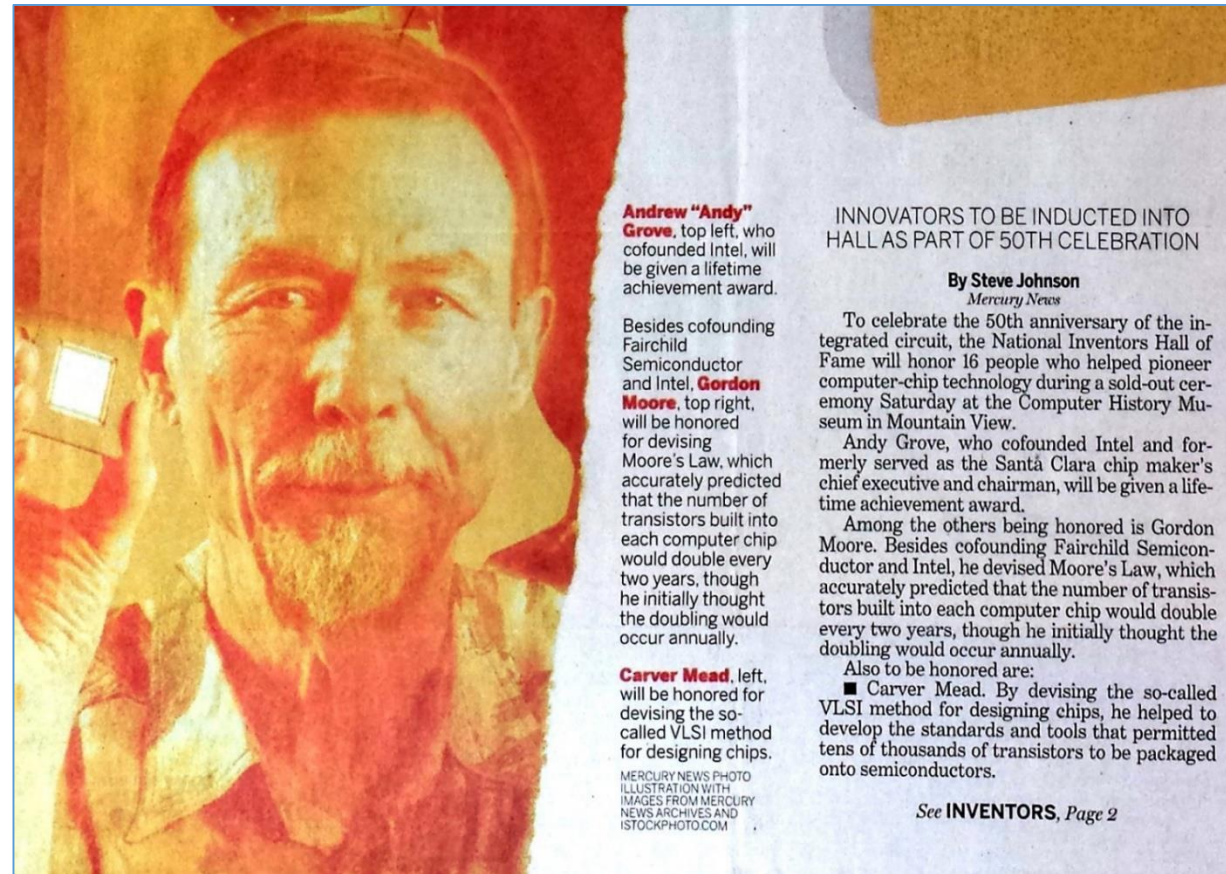 Andrew “Andy”
Grove, top left, who
cofounded Intel, will
be given a lifetime
achievement award.
Besides cofounding
Fairchild
Semiconductor
and Intel, Gordon
Moore, top right,
will be honored
for devising
Moore's Law, which
accurately predicted
that the number of
transistors built into
each computer chip
would double every
two years, though
he initially thought
the doubling would
occur annually.
Carver Mead, left,
will be honored for
devising the so-
called VLSI method
for designing chips.
MERCURY NEWS PHOTO
ILLUSTRATION WITH
IMAGES FROM MERCURY
NEWS ARCHIVES AND
ISTOCKPHOTO.COM
INNOVATORS TO BE INDUCTED INTO
HALL AS PART OF 50TH CELEBRATION
By Steve Johnson
Mercury News
To celebrate the 50th anniversary of the in-
tegrated circuit, the National Inventors Hall of
Fame will honor 16 people who helped pioneer
computer-chip technology during a sold-out cer-
emony Saturday at the Computer History Mu-
seum in Mountain View.
Andy Grove, who cofounded Intel and for-
merly served as the Santa Clara chip maker's
chief executive and chairman, will be given a life-
time achievement award.
Among the others being honored is Gordon
Moore. Besides cofounding Fairchild Semicon-
ductor and Intel, he devised Moore's Law, which
accurately predicted that the number of transis-
tors built into each computer chip would double
every two years, though he initially thought the
doubling would occur annually.
Also to be honored are:
■ Carver Mead. By devising the so-called
VLSI method for designing chips, he helped to
develop the standards and tools that permitted
tens of thousands of transistors to be packaged
onto semiconductors.
See INVENTORS, Page 2